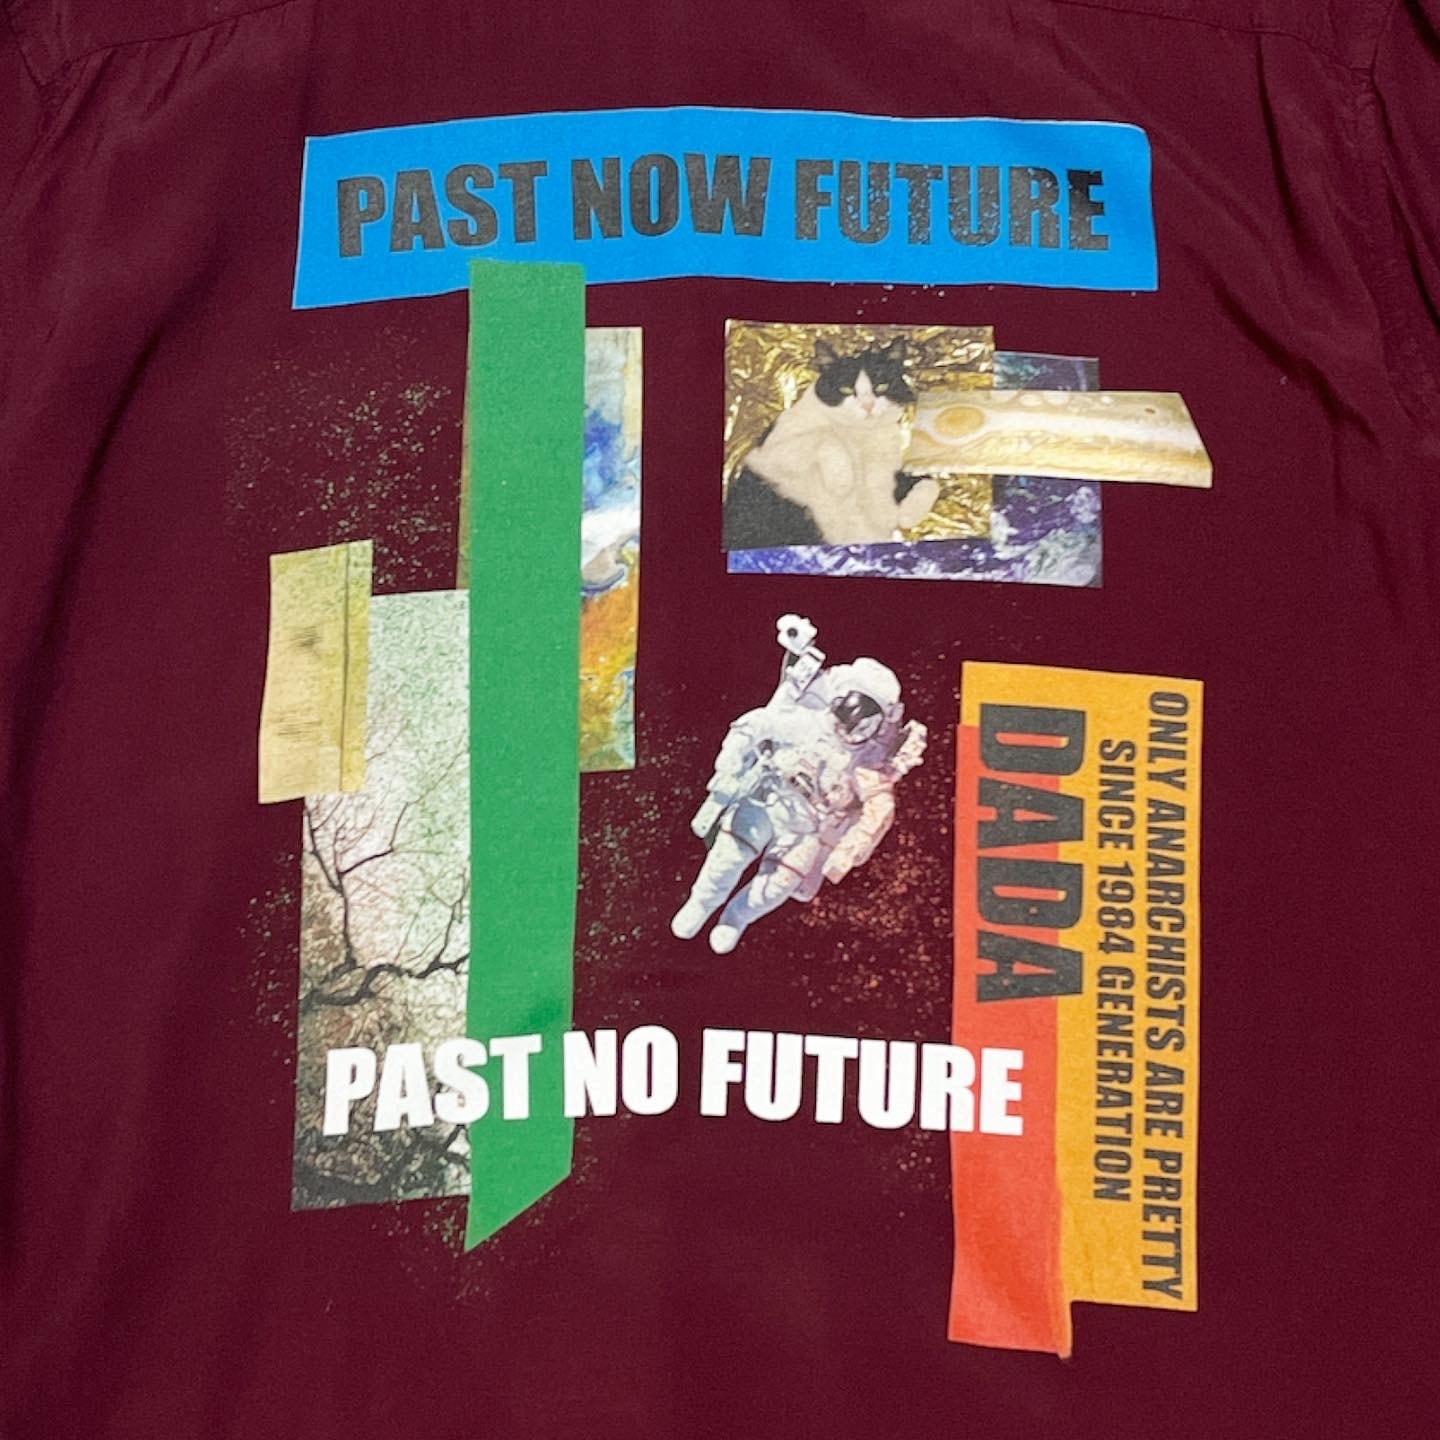 PAST NOW FUTURE
ONLY ANARCHISTS ARE PRETTY
SINCE 1984 GENERATION
DADA
PAST NO FUTURE